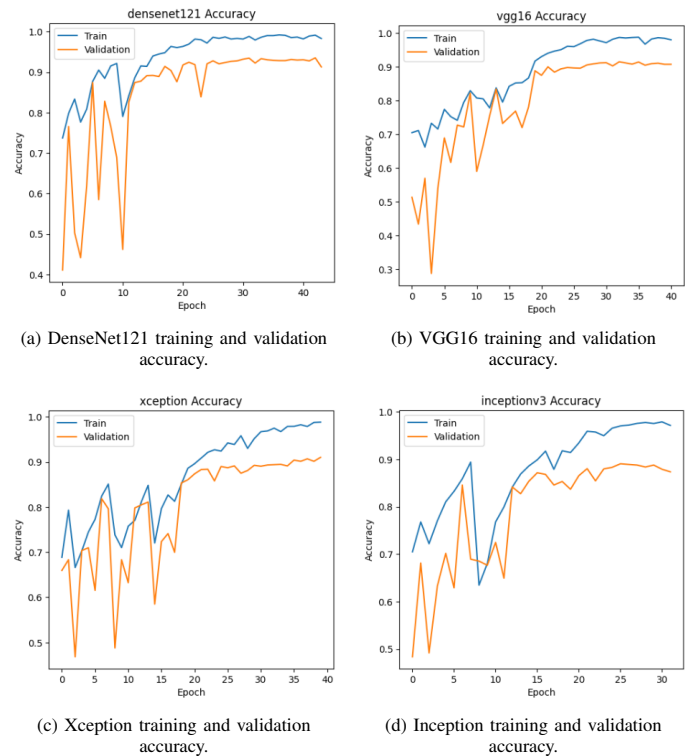 densenet121 Accuracy
Train
Validation
1.0
0.9
0.8
0.7
0.6
0.5
0.4
Accuracy
0 10 20 30 40
Epoch
(a) DenseNet121 training and validation
accuracy.
vgg16 Accuracy
Train
Validation
1.0
0.9
0.8
0.7
0.6
0.5
0.4
0.3
Accuracy
0 5 10 15 20 25 30 35 40
Epoch
(b) VGG16 training and validation
accuracy.
xception Accuracy
Train
Validation
1.0
0.9
0.8
0.7
0.6
0.5
Accuracy
0 5 10 15 20 25 30 35 40
Epoch
(c) Xception training and validation
accuracy.
inceptionv3 Accuracy
Train
Validation
1.0
0.9
0.8
0.7
0.6
0.5
Accuracy
0 5 10 15 20 25 30
Epoch
(d) Inception training and validation
accuracy.